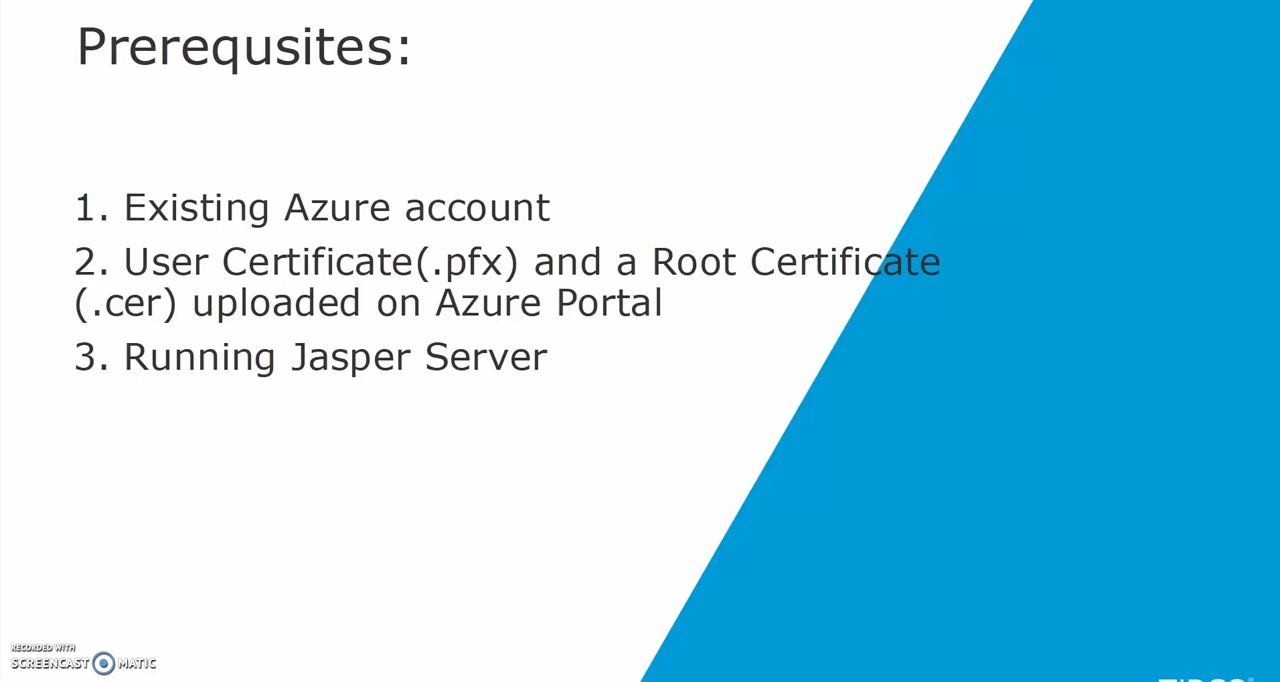 Prerequsites:
1. Existing Azure account
2. User Certificate(.pfx) and a Root Certificate
(.cer) uploaded on Azure Portal
3. Running Jasper Server
RECORDED WITH
SCREENCAST MATIC